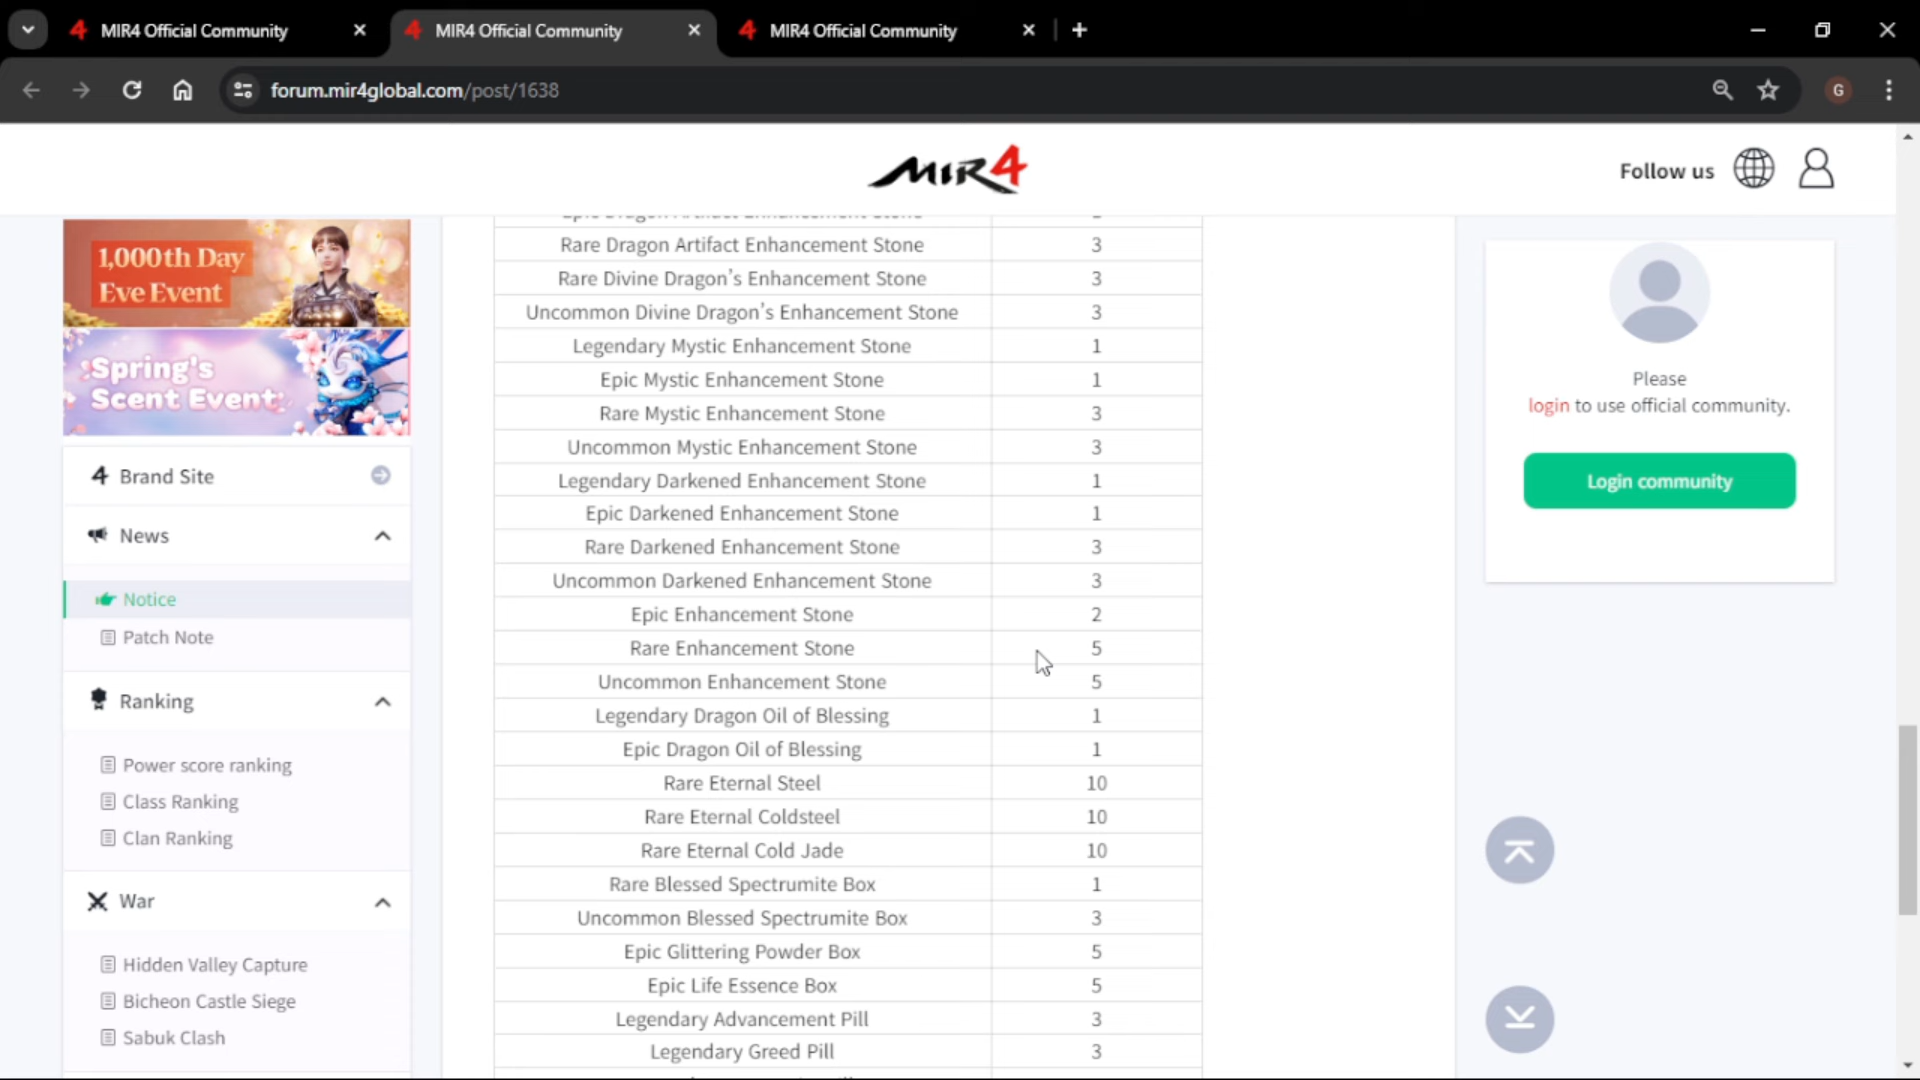 MIR4 Official Community
MIR4 Official Community
MIR4 Official Community
forum.mir4global.com/post/1638
G
MIR4
Follow us
1,000th Day
Eve Event
Spring's
Scent Event
Brand Site
News
Notice
Patch Note
Ranking
Power score ranking
Class Ranking
Clan Ranking
War
Hidden Valley Capture
Bicheon Castle Siege
Sabuk Clash
Rare Dragon Artifact Enhancement Stone 3
Rare Divine Dragon's Enhancement Stone 3
Uncommon Divine Dragon's Enhancement Stone 3
Legendary Mystic Enhancement Stone 1
Epic Mystic Enhancement Stone 1
Rare Mystic Enhancement Stone 3
Uncommon Mystic Enhancement Stone 3
Legendary Darkened Enhancement Stone 1
Epic Darkened Enhancement Stone 1
Rare Darkened Enhancement Stone 3
Uncommon Darkened Enhancement Stone 3
Epic Enhancement Stone 2
Rare Enhancement Stone 5
Uncommon Enhancement Stone 5
Legendary Dragon Oil of Blessing 1
Epic Dragon Oil of Blessing 1
Rare Eternal Steel 10
Rare Eternal Coldsteel 10
Rare Eternal Cold Jade 10
Rare Blessed Spectrumite Box 1
Uncommon Blessed Spectrumite Box 3
Epic Glittering Powder Box 5
Epic Life Essence Box 5
Legendary Advancement Pill 3
Legendary Greed Pill 3
Please
login to use official community.
Login community